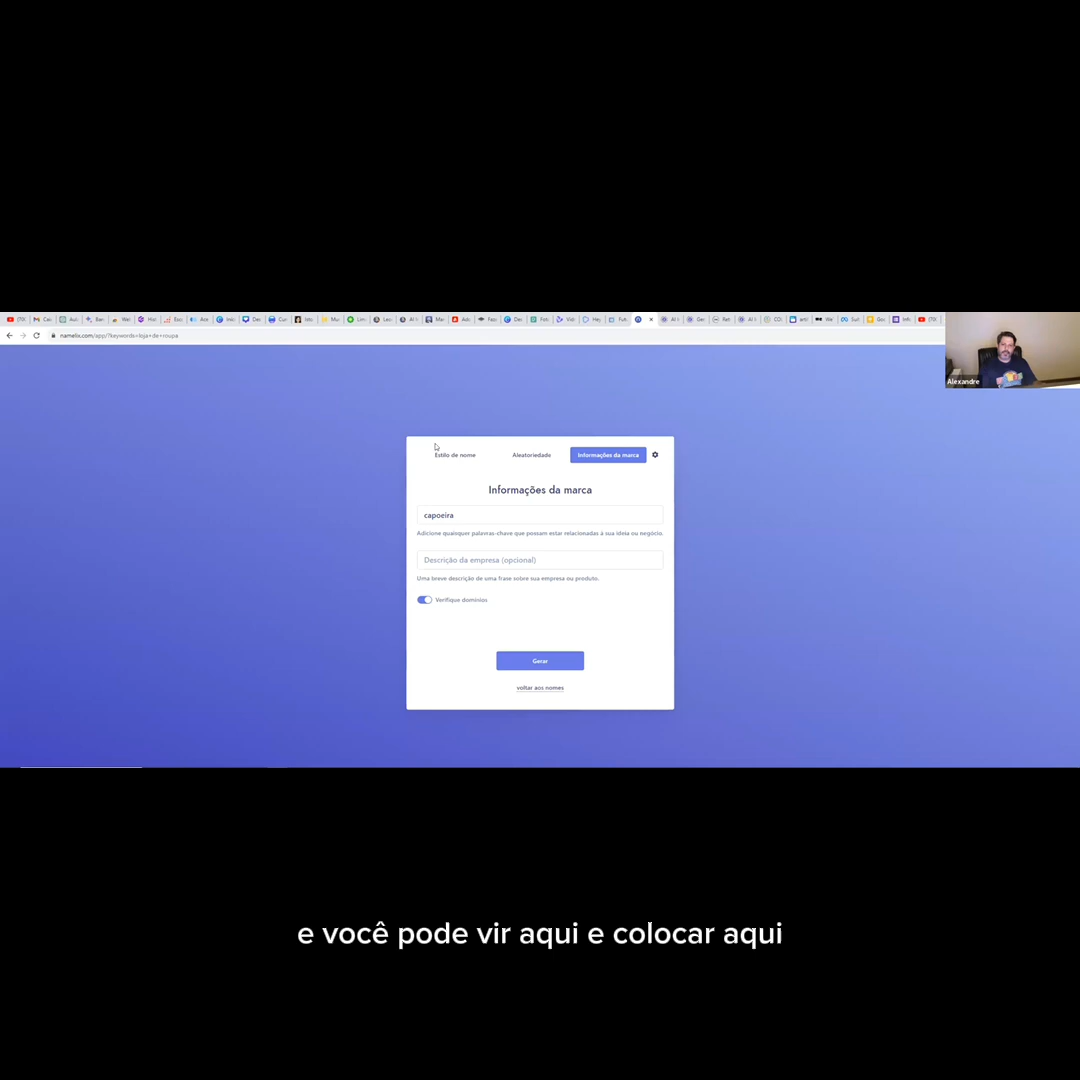 namelix.com/app/?keywords=loja+de+roupa
Alexandre
Estilo de nome
Aleatoriedade
Informações da marca
Informações da marca
capoeira
Adicione quaisquer palavras-chave que possam estar relacionadas à sua ideia ou negócio.
Descrição da empresa (opcional)
Uma breve descrição de uma frase sobre sua empresa ou produto.
Verifique domínios
Gerar
voltar aos nomes
e você pode vir aqui e colocar aqui